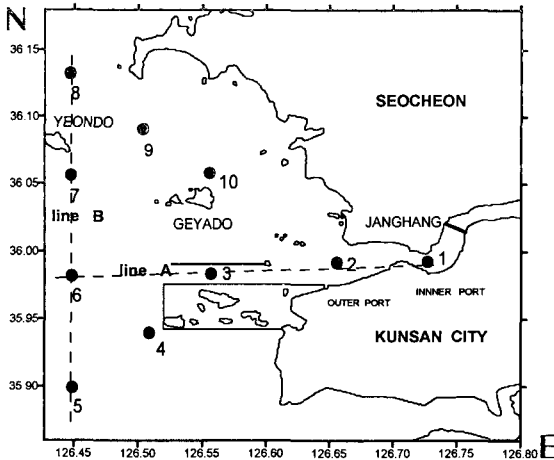 N
36.15
36.10
36.05
36.00
35.95
35.90
126.45 126.50 126.55 126.60 126.65 126.70 126.75 126.80 E
SEOCHEON
YEONDO
8
9
10
7
line B
GEYADO
JANGHANG
line A
6
3
2
1
OUTER PORT
INNNER PORT
4
KUNSAN CITY
5